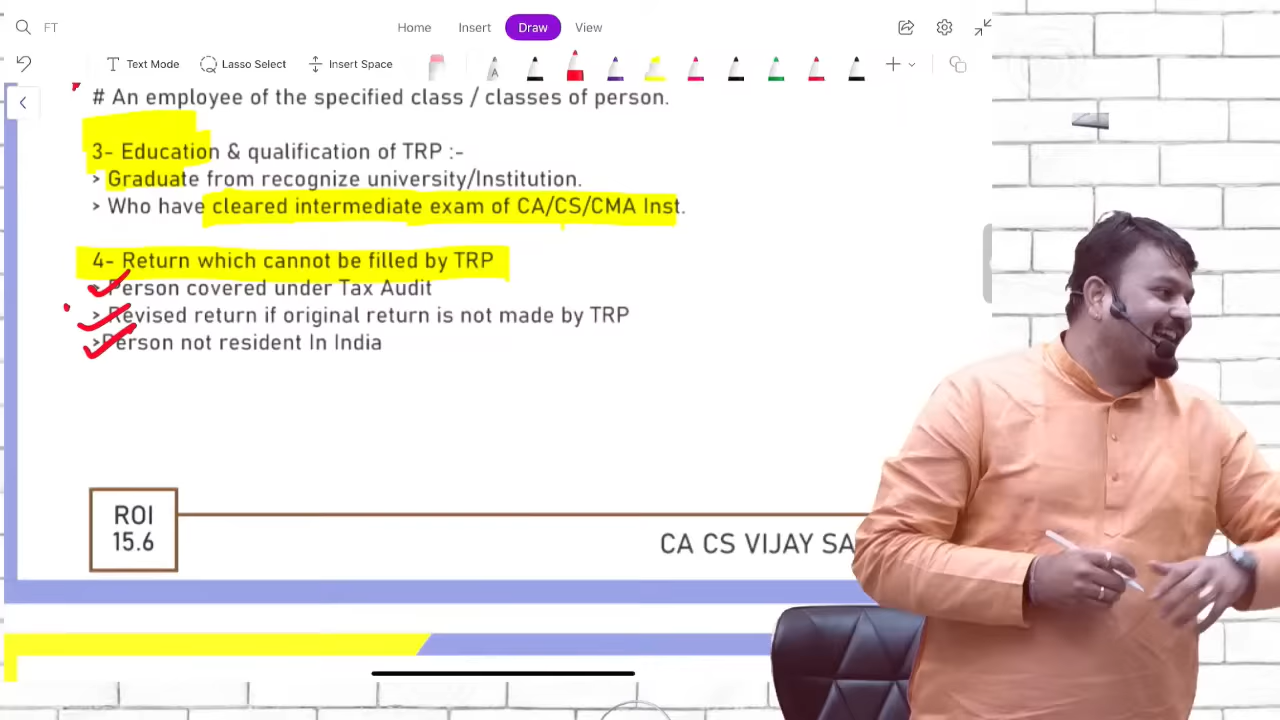 FT
Home
Insert
Draw
View
Text Mode
Lasso Select
Insert Space
A
# An employee of the specified class / classes of person.
3- Education & qualification of TRP :-
> Graduate from recognize university/Institution.
> Who have cleared intermediate exam of CA/CS/CMA Inst.
4- Return which cannot be filled by TRP
> Person covered under Tax Audit
> Revised return if original return is not made by TRP
>Person not resident In India
ROI
15.6
CA CS VIJAY SA